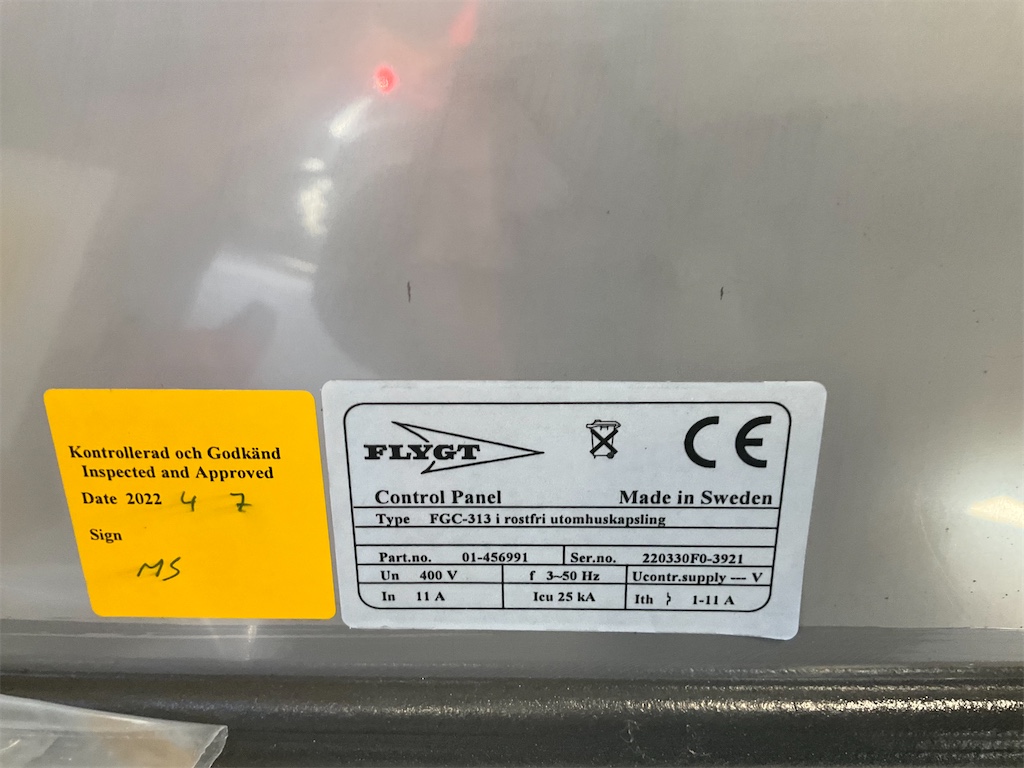 Kontrollerad och Godkänd
Inspected and Approved
Date 2022 4 7
Sign
MS
FLYGT
CE
Control Panel Made in Sweden
Type FGC-313 i rostfri utomhuskapsling
Part.no. 01-456991 Ser.no. 220330F0-3921
Un 400 V f 3~50 Hz Ucontr.supply --- V
In 11 A Icu 25 kA Ith 1-11 A